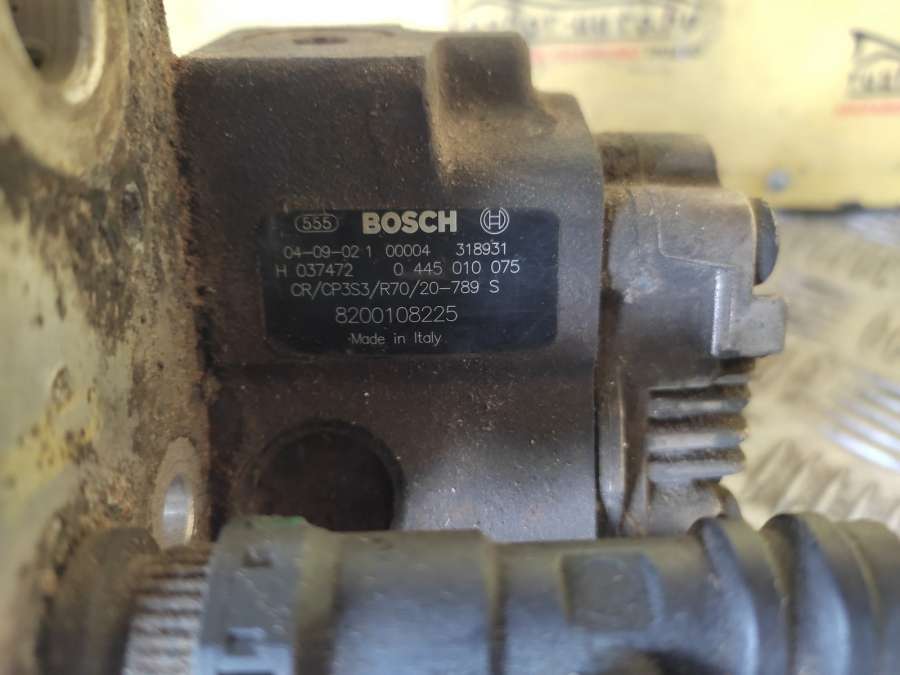 555 BOSCH
04-09-02 1 00004 318931
H 037472 0 445 010 075
CR/CP3S3/R70/20-789 S
8200108225
Made in Italy